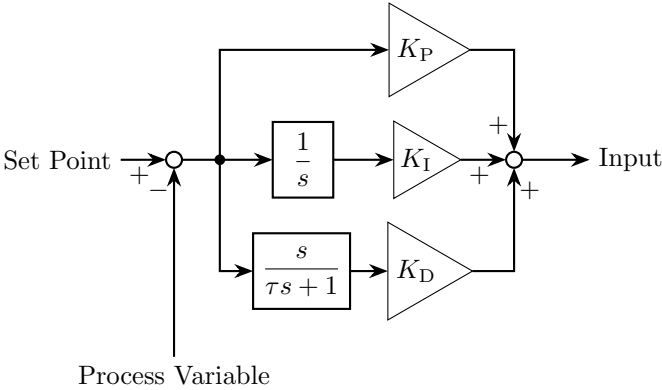 K_P
+
Set Point
+
−
1/s
K_I
+
Input
+
s/(τs + 1)
K_D
Process Variable